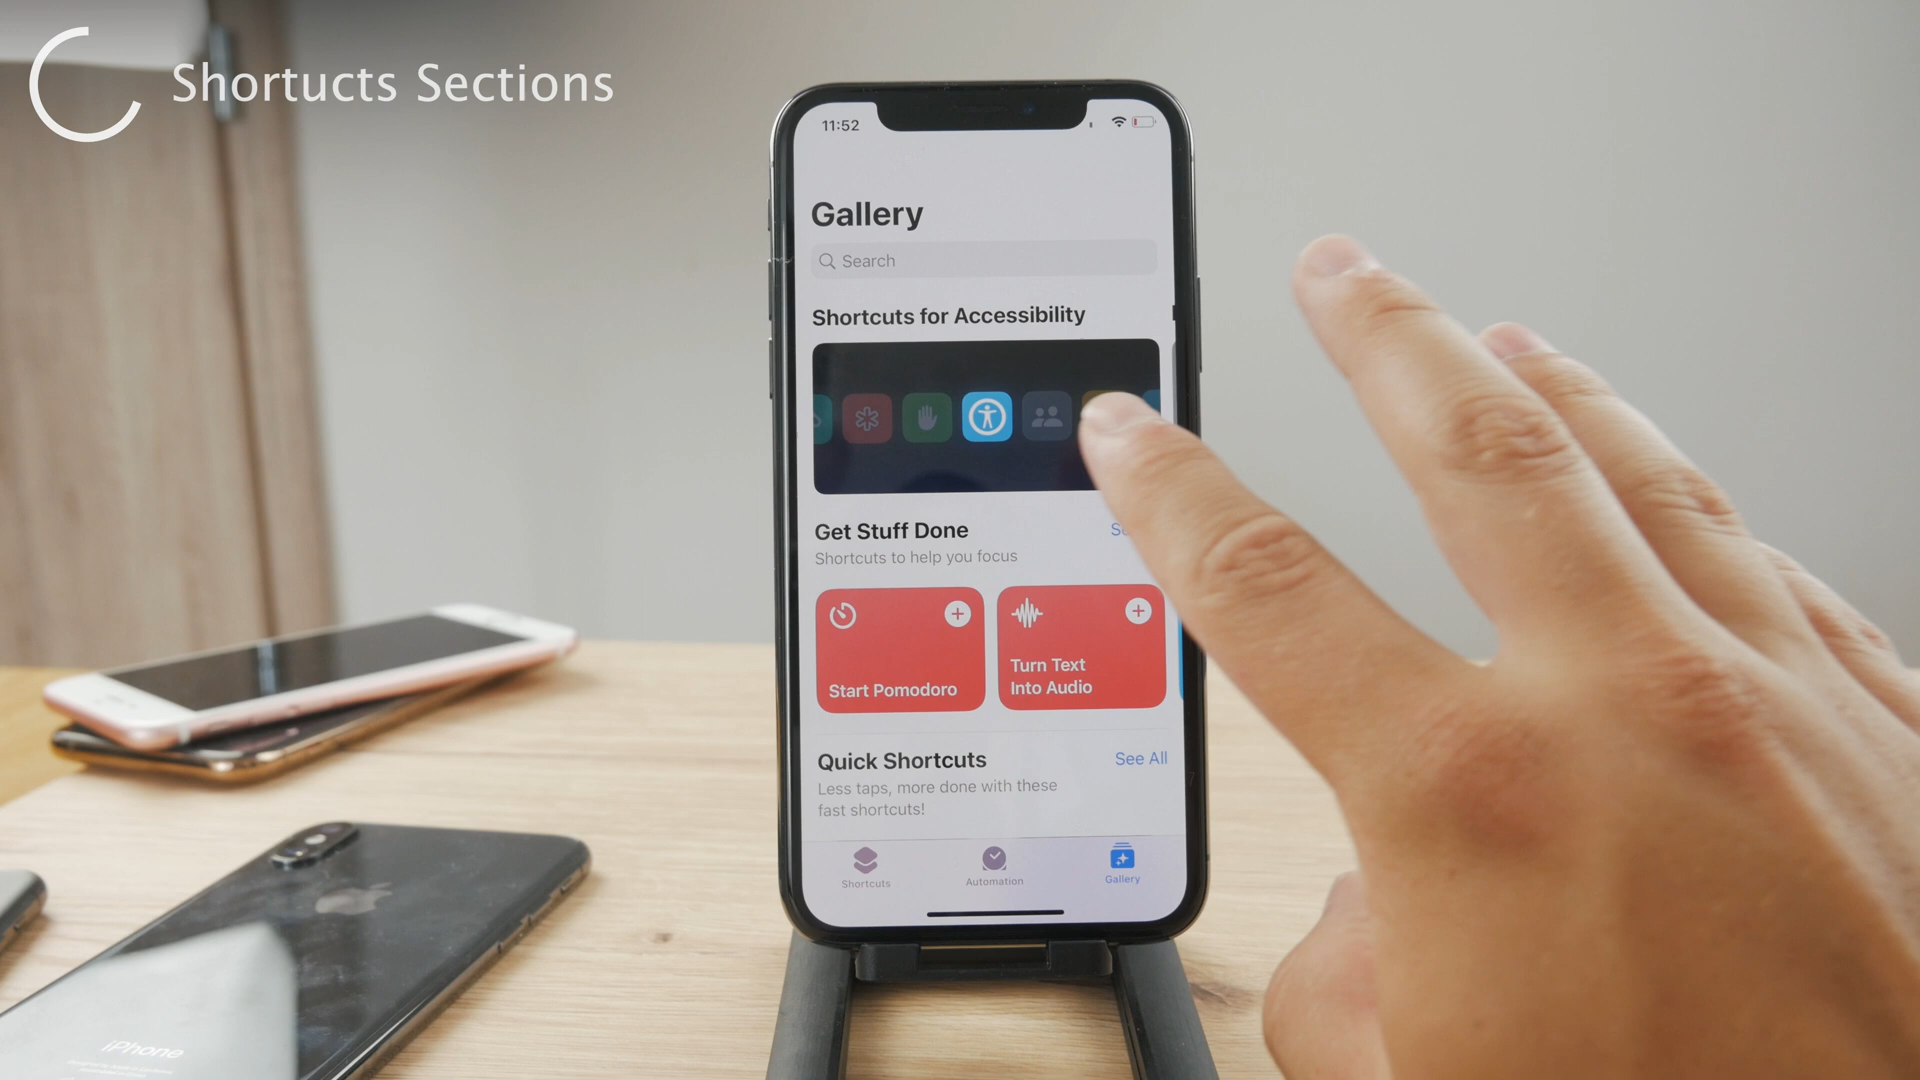 Shortucts Sections
11:52
Gallery
Search
Shortcuts for Accessibility
Get Stuff Done
Shortcuts to help you focus
Start Pomodoro
Turn Text
Into Audio
Quick Shortcuts
See All
Less taps, more done with these
fast shortcuts!
Shortcuts
Automation
Gallery
iPhone